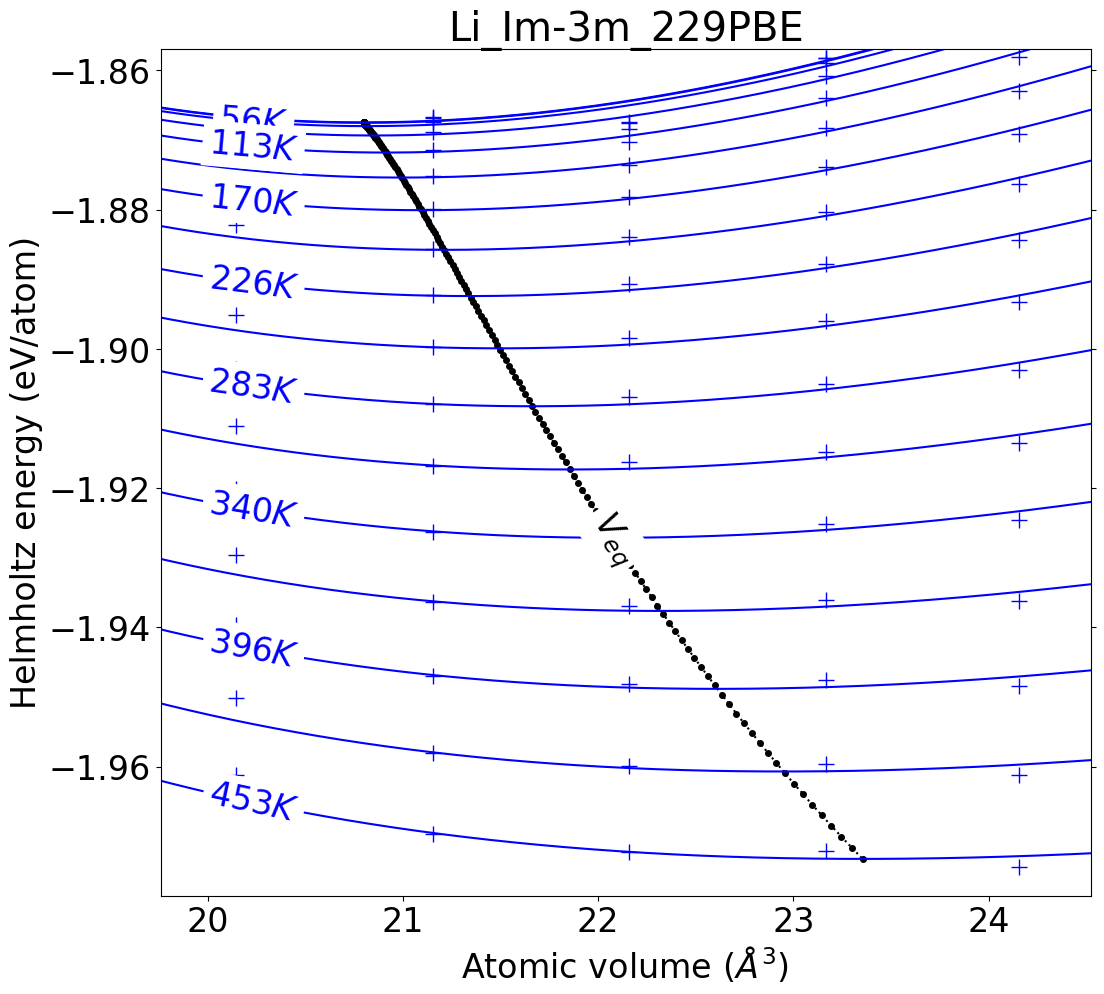 Li_Im-3m_229PBE
Helmholtz energy (eV/atom)
−1.86
−1.88
−1.90
−1.92
−1.94
−1.96
56K
113K
170K
226K
283K
340K
396K
453K
V_eq
20 21 22 23 24
Atomic volume (Å³)